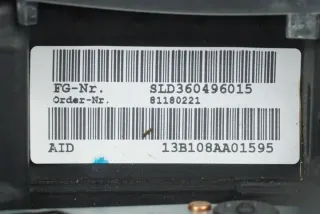 FG-Nr. SLD360496015
Order-Nr. 81180221
AID 13B108AA01595